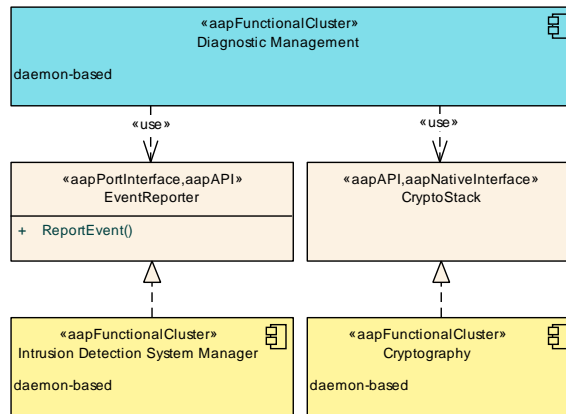 «aapFunctionalCluster»
Diagnostic Management
daemon-based
«use»
«use»
«aapPortInterface,aapAPI»
EventReporter
+ ReportEvent()
«aapAPI,aapNativeInterface»
CryptoStack
«aapFunctionalCluster»
Intrusion Detection System Manager
daemon-based
«aapFunctionalCluster»
Cryptography
daemon-based